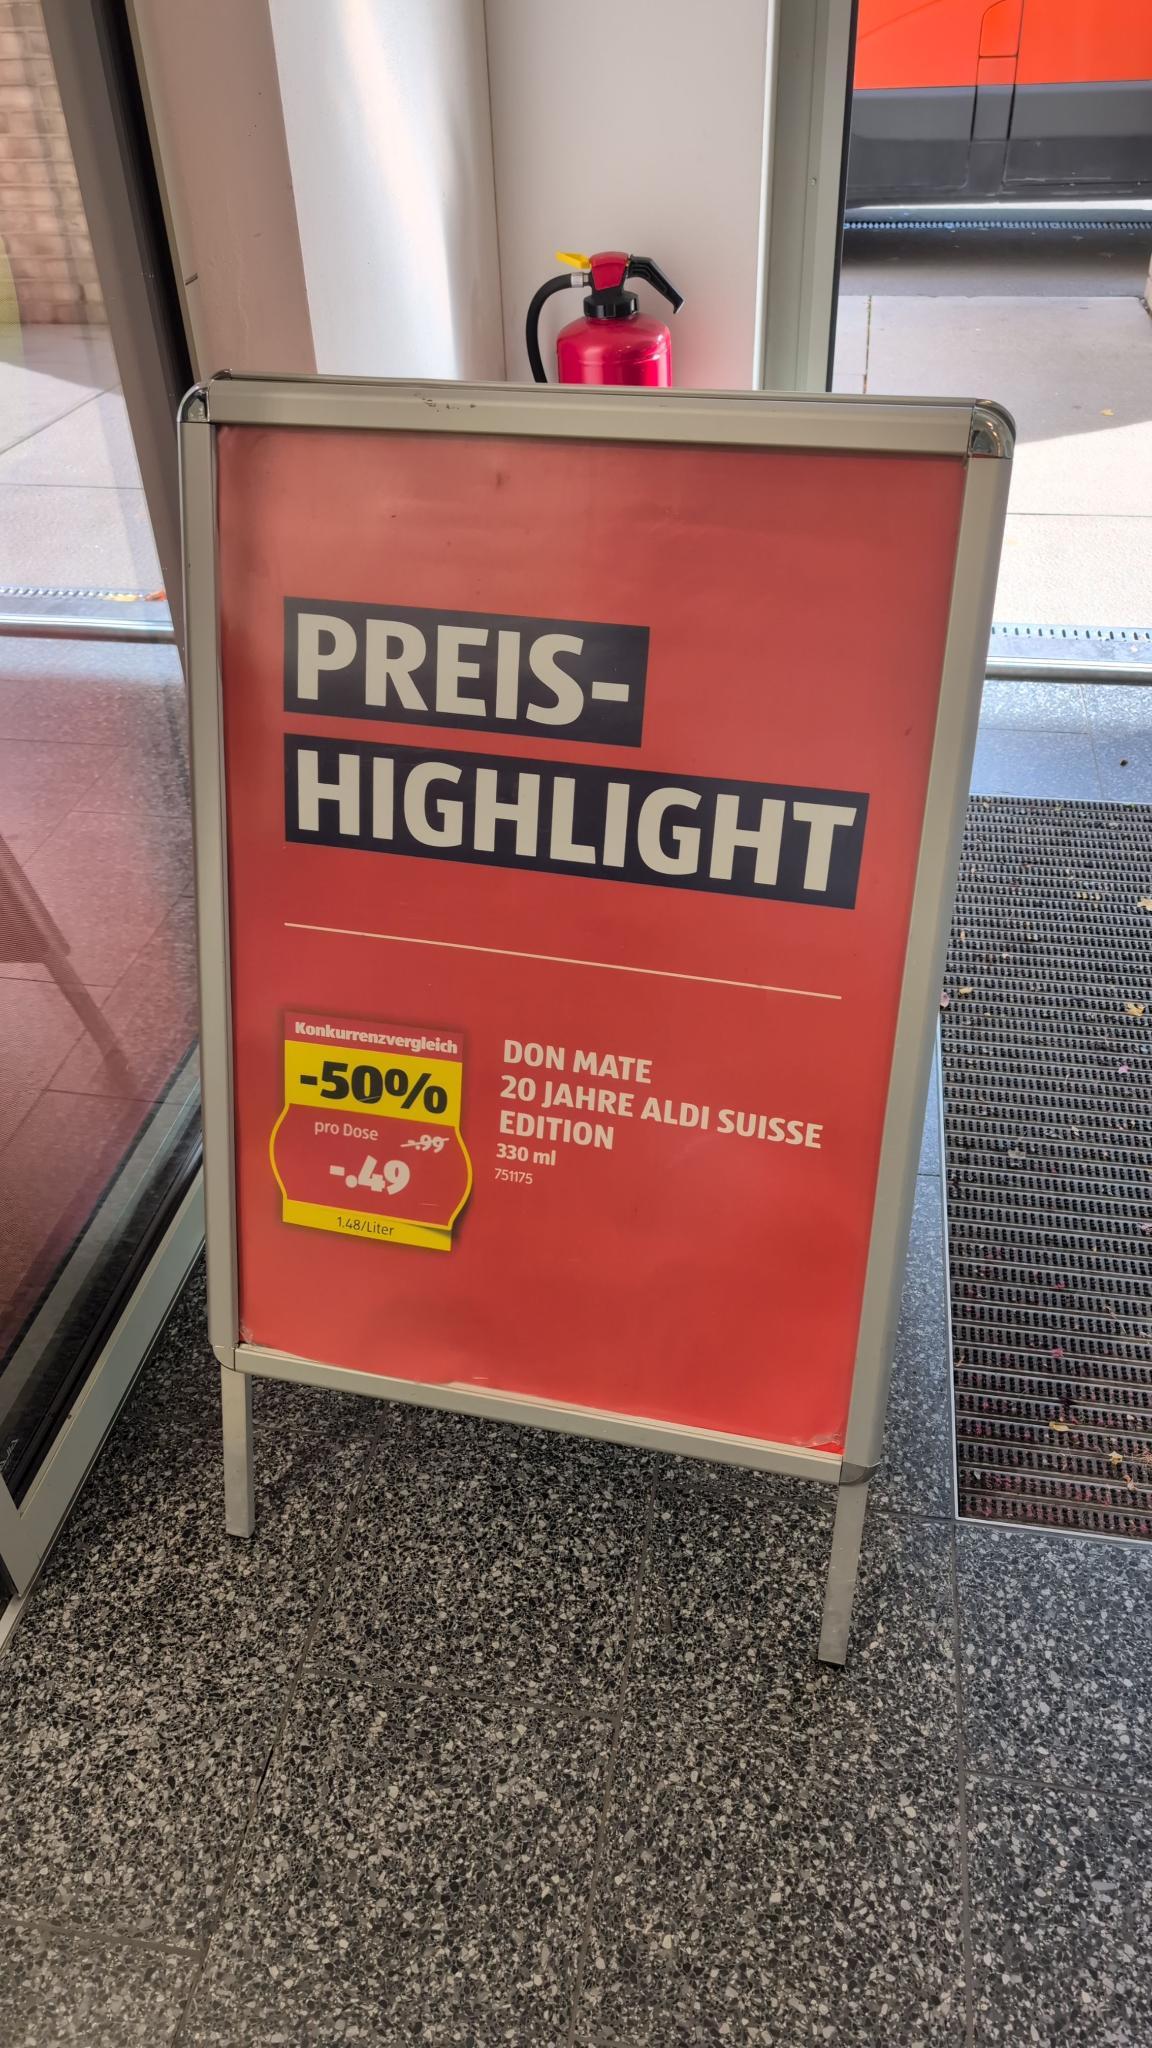 PREIS-
HIGHLIGHT
Konkurrenzvergleich
-50%
pro Dose -.99
-.49
1.48/Liter
DON MATE
20 JAHRE ALDI SUISSE
EDITION
330 ml
751175